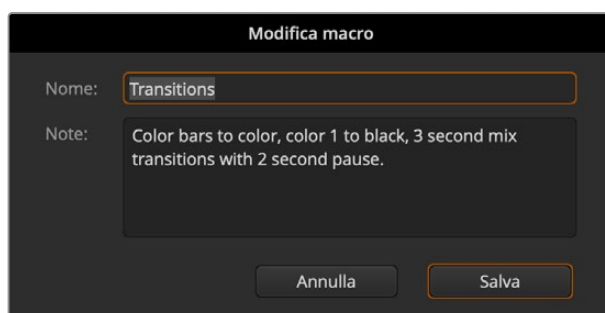 Modifica macro
Nome: Transitions
Note: Color bars to color, color 1 to black, 3 second mix
transitions with 2 second pause.
Annulla Salva